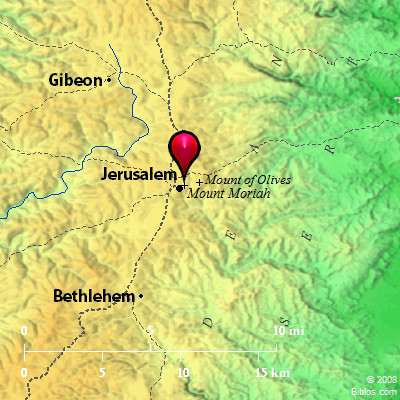 Gibeon
N
R
A
Jerusalem
Mount of Olives
Mount Moriah
E
E
Bethlehem
S
D
0 5 10 mi
0 5 10 15 km
© 2008
Biblos.com